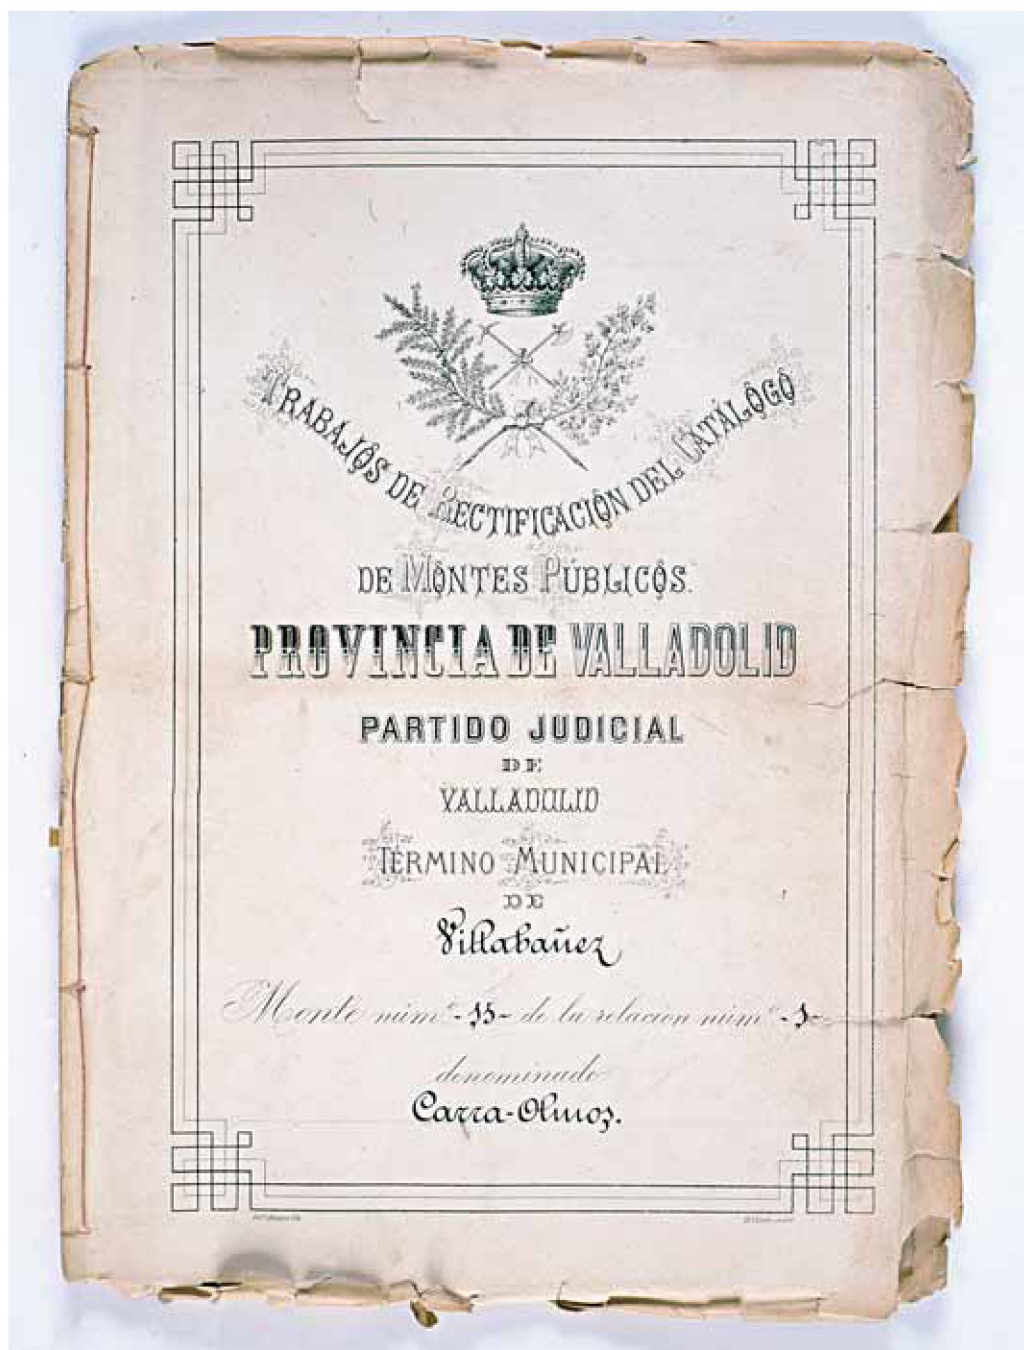 TRABAJOS DE RECTIFICACIÓN DEL CATÁLOGO
DE MONTES PÚBLICOS.
PROVINCIA DE VALLADOLID
PARTIDO JUDICIAL
DE
VALLADOLID
TÉRMINO MUNICIPAL
DE
Villabañez
Monte núm.º -15- de la relación núm.º -1-
denominado
Carra-Olmos.